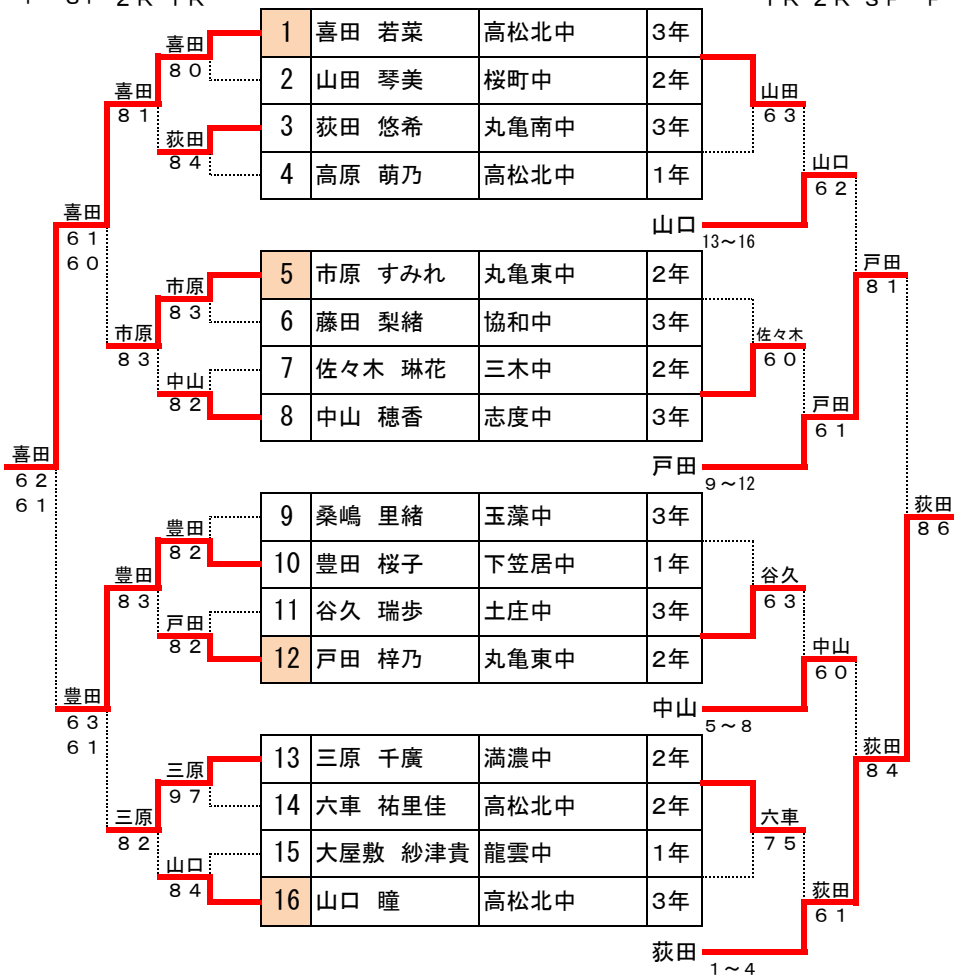 2R 1R
1R 2R
1 喜田 若菜 高松北中 3年
2 山田 琴美 桜町中 2年
3 荻田 悠希 丸亀南中 3年
4 高原 萌乃 高松北中 1年
5 市原 すみれ 丸亀東中 2年
6 藤田 梨緒 協和中 3年
7 佐々木 琳花 三木中 2年
8 中山 穂香 志度中 3年
9 桑嶋 里緒 玉藻中 3年
10 豊田 桜子 下笠居中 1年
11 谷久 瑞歩 土庄中 3年
12 戸田 梓乃 丸亀東中 2年
13 三原 千廣 満濃中 2年
14 六車 祐里佳 高松北中 2年
15 大屋敷 紗津貴 龍雲中 1年
16 山口 瞳 高松北中 3年
喜田
80
荻田
84
市原
83
中山
82
豊田
82
戸田
82
三原
97
山口
84
喜田
81
市原
83
豊田
83
三原
82
喜田
61
60
豊田
63
61
喜田
62
61
山田
63
佐々木
60
谷久
63
六車
75
山口
13~16
戸田
9~12
中山
5~8
荻田
1~4
山口
62
戸田
61
中山
60
荻田
61
戸田
81
荻田
84
荻田
86